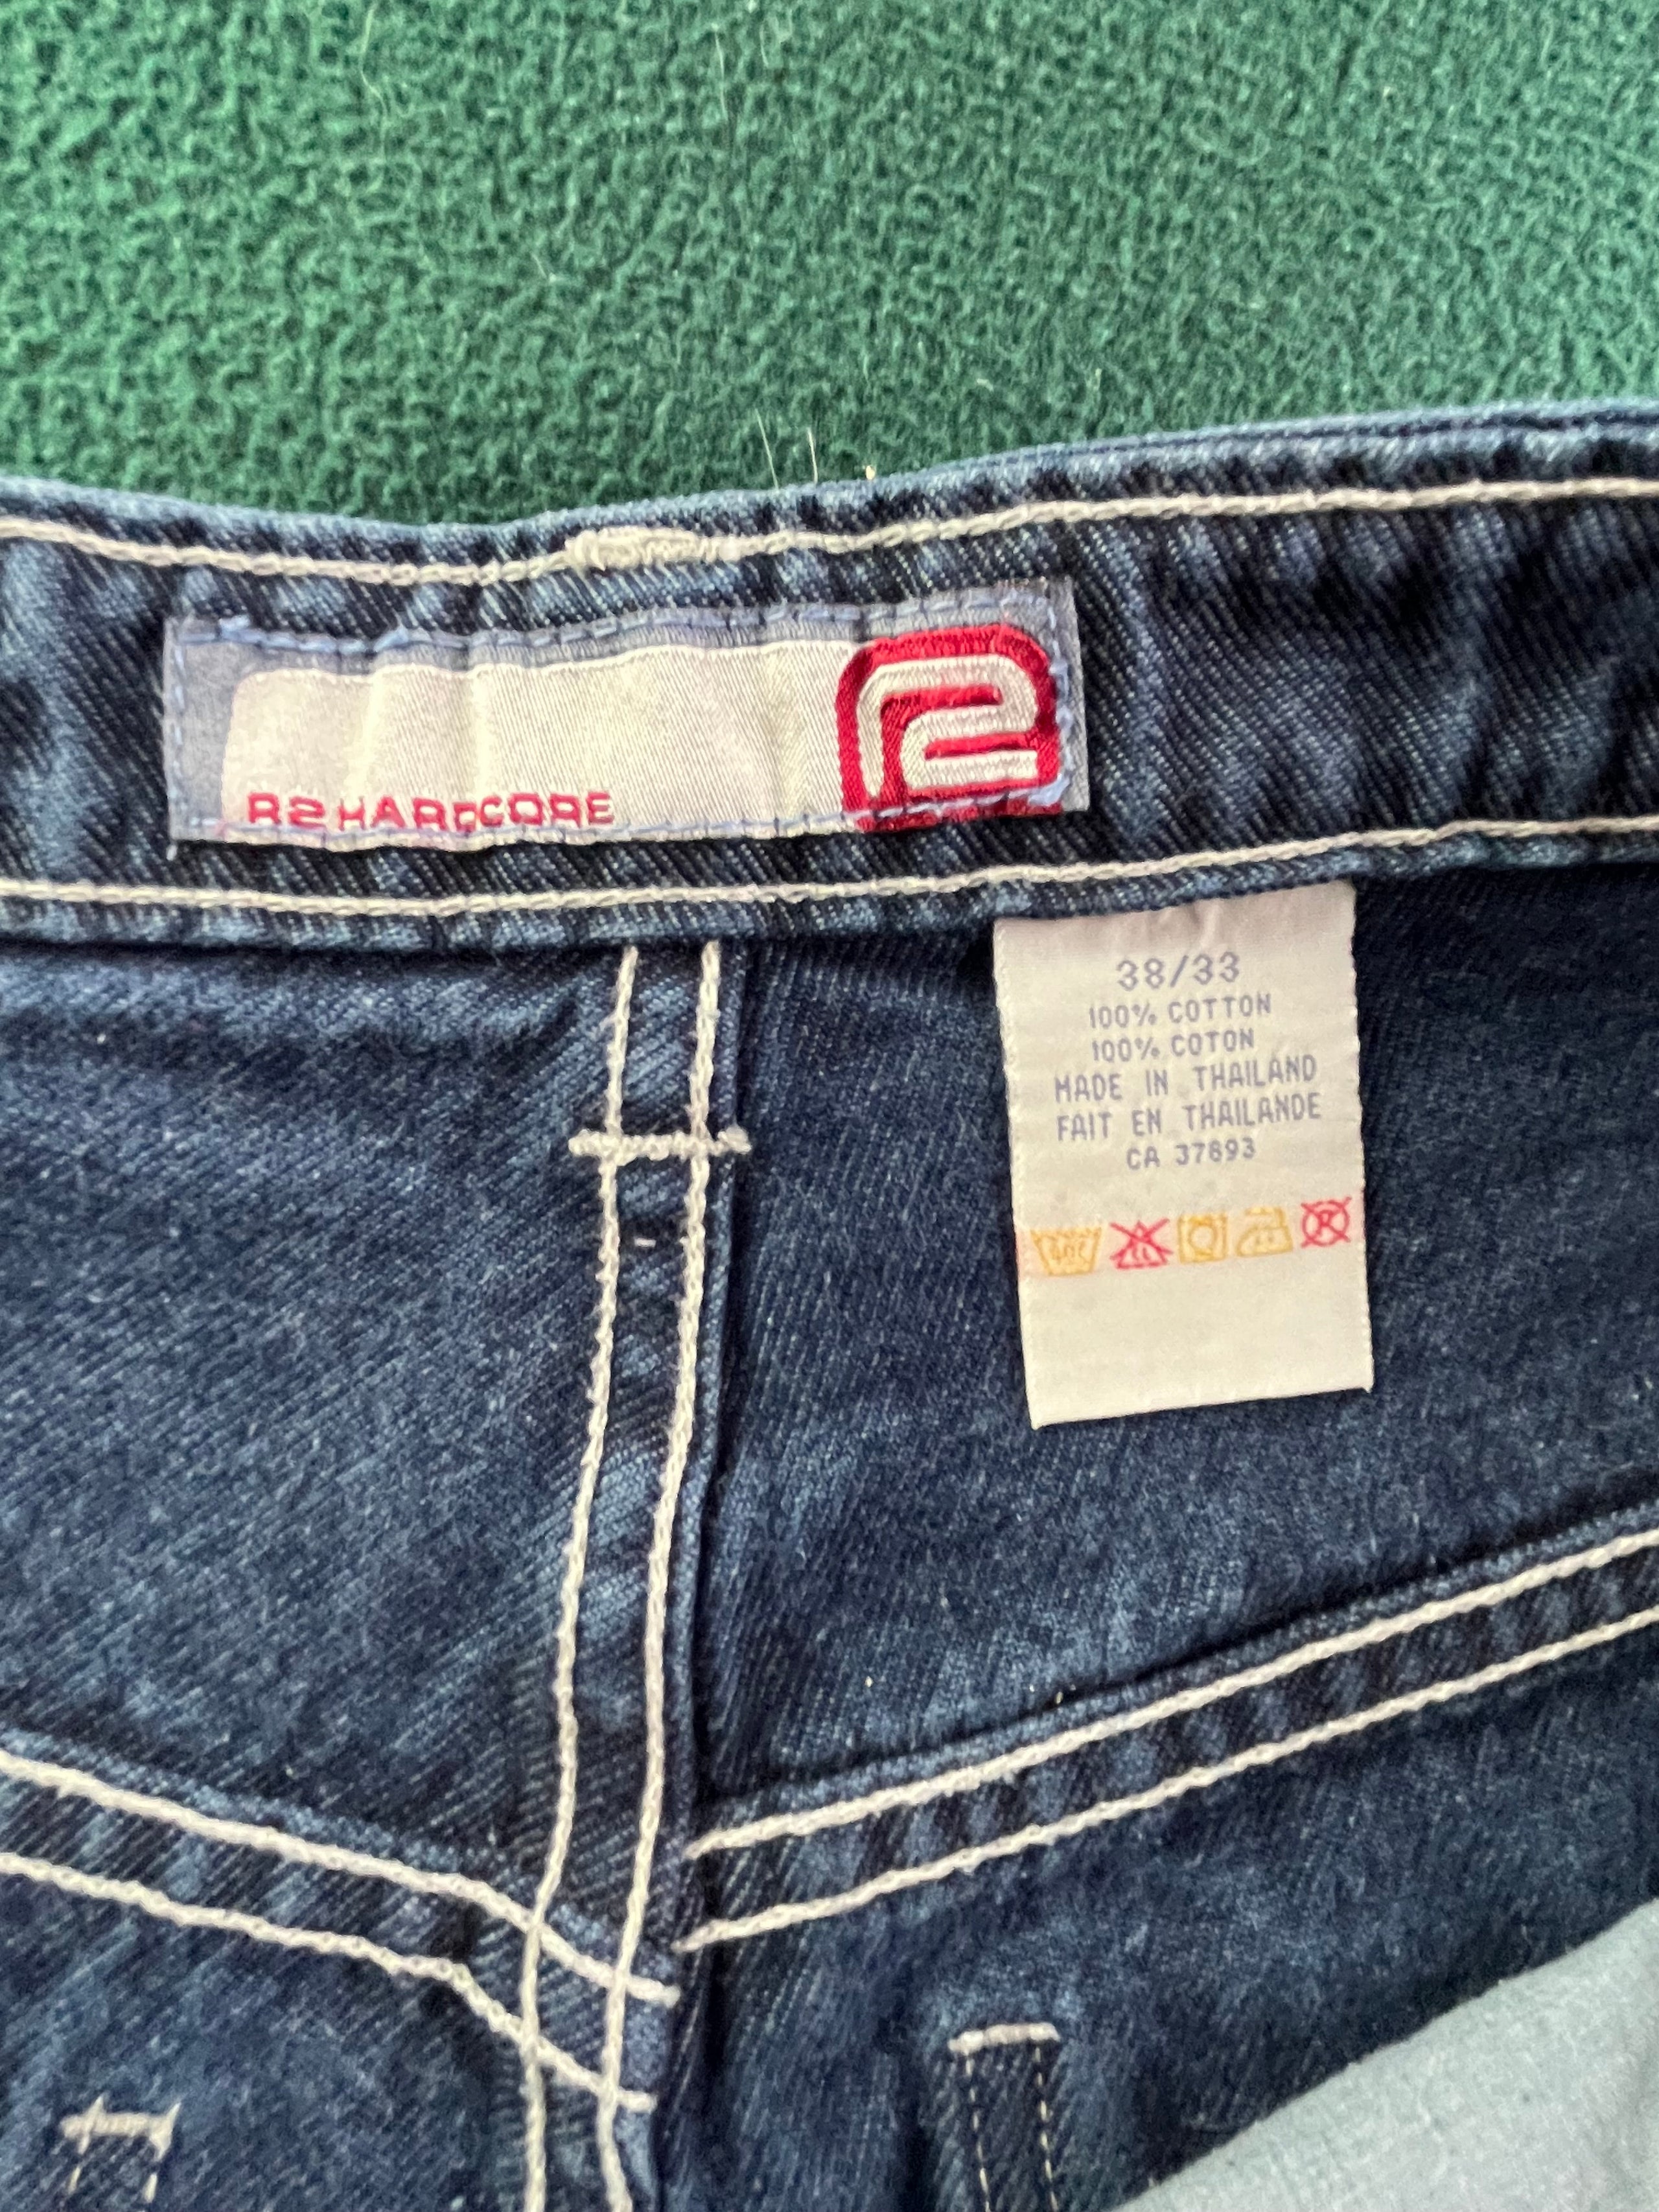 R2 HARDCORE
38/33
100% COTTON
100% COTON
MADE IN THAILAND
FAIT EN THAILANDE
CA 37893